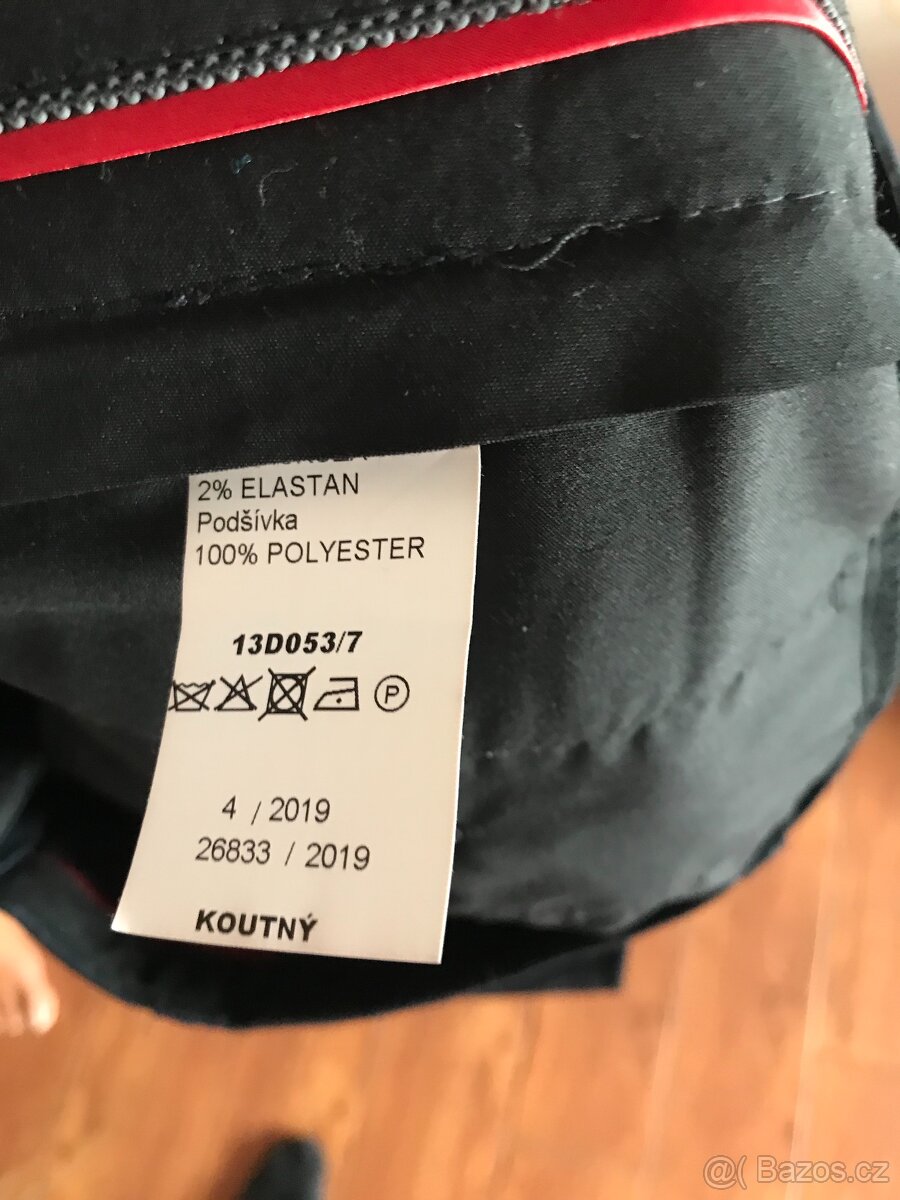 2% ELASTAN
Podšívka
100% POLYESTER
13D053/7
P
4 / 2019
26833 / 2019
KOUTNÝ
@( Bazos.cz